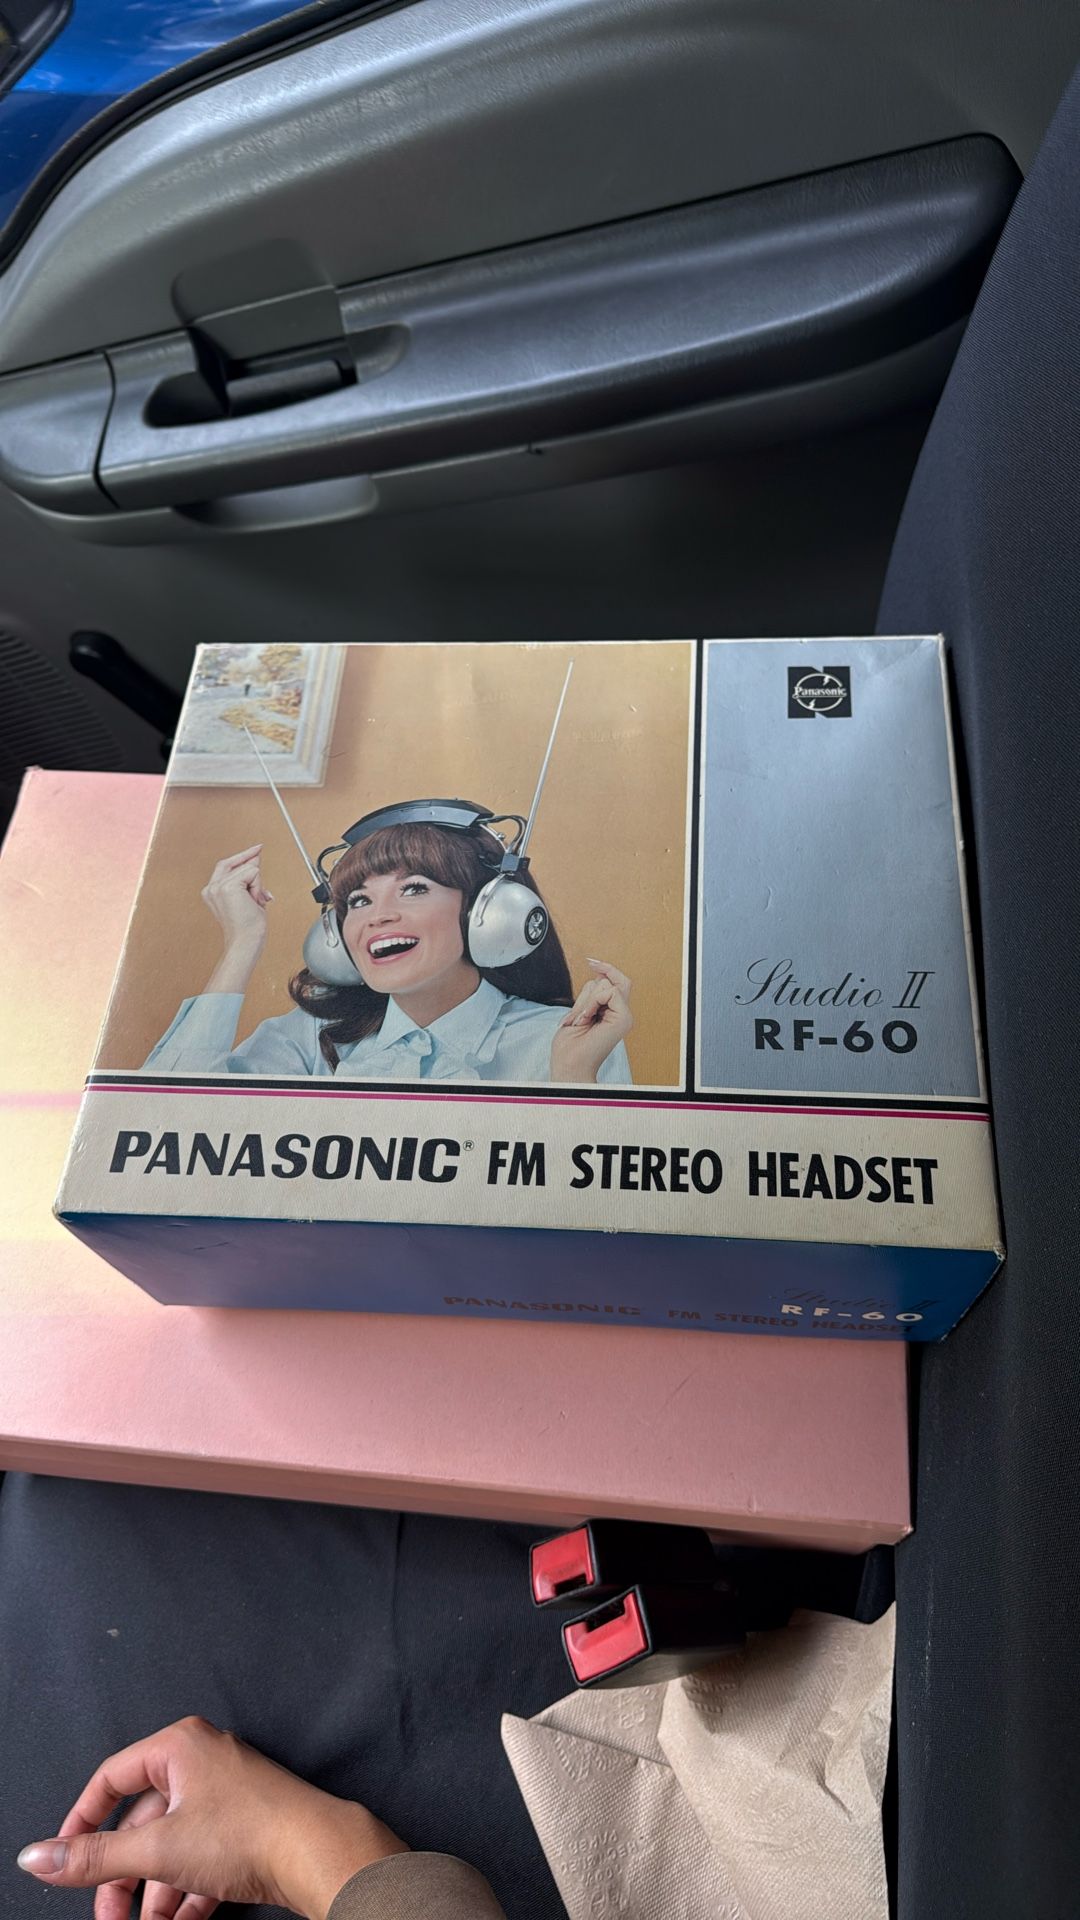 Panasonic
Studio II
RF-60
PANASONIC® FM STEREO HEADSET
Studio II
RF-60
PANASONIC FM STEREO HEADSET